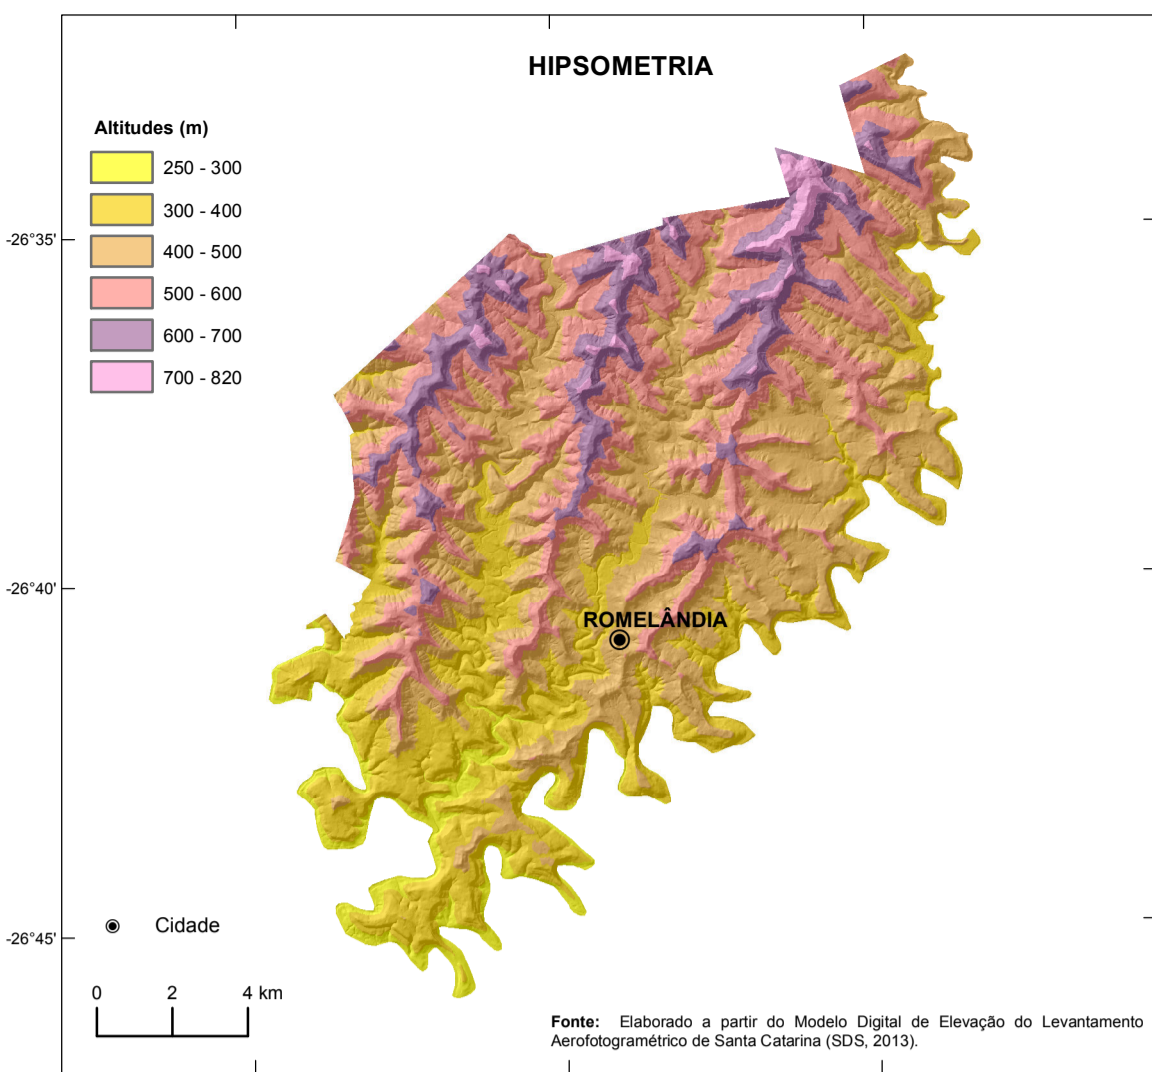 HIPSOMETRIA
Altitudes (m)
250 - 300
300 - 400
400 - 500
500 - 600
600 - 700
700 - 820
-26°35'
-26°40'
ROMELÂNDIA
-26°45'
Cidade
0 2 4 km
Fonte: Elaborado a partir do Modelo Digital de Elevação do Levantamento
Aerofotogramétrico de Santa Catarina (SDS, 2013).